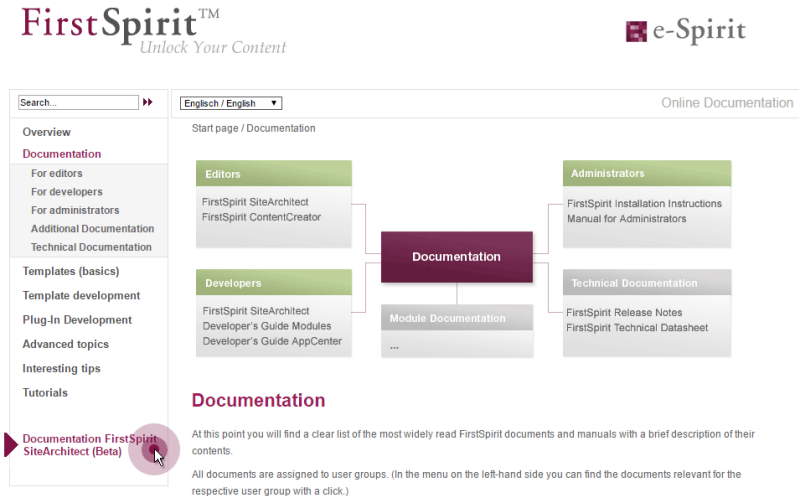 FirstSpirit™
Unlock Your Content
e-Spirit
Search...
Englisch / English
Online Documentation
Overview
Documentation
For editors
For developers
For administrators
Additional Documentation
Technical Documentation
Templates (basics)
Template development
Plug-In Development
Advanced topics
Interesting tips
Tutorials
Documentation FirstSpirit
SiteArchitect (Beta)
Start page / Documentation
Editors
FirstSpirit SiteArchitect
FirstSpirit ContentCreator
Administrators
FirstSpirit Installation Instructions
Manual for Administrators
Documentation
Developers
FirstSpirit SiteArchitect
Developer's Guide Modules
Developer's Guide AppCenter
Module Documentation
...
Technical Documentation
FirstSpirit Release Notes
FirstSpirit Technical Datasheet
Documentation
At this point you will find a clear list of the most widely read FirstSpirit documents and manuals with a brief description of their
contents.
All documents are assigned to user groups. (In the menu on the left-hand side you can find the documents relevant for the
respective user group with a click.)